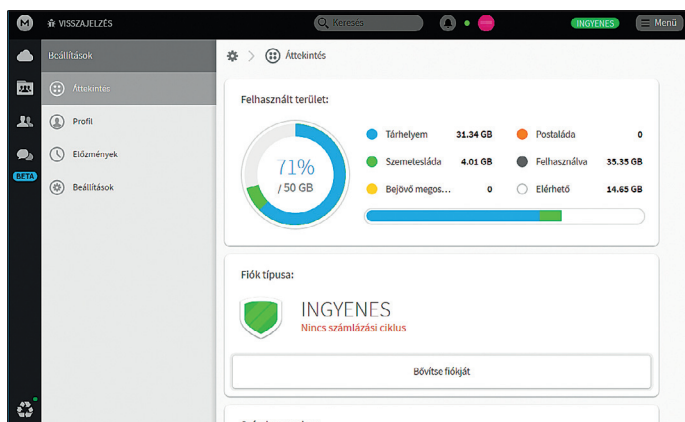 M VISSZAJELZÉS Keresés INGYENES Menü
Beállítások
Áttekintés
Profil
Előzmények
BETA
Beállítások
Áttekintés
Felhasznált terület:
71%
/ 50 GB
Tárhelyem 31.34 GB Postaláda 0
Szemetesláda 4.01 GB Felhasználva 35.35 GB
Bejövő megos... 0 Elérhető 14.65 GB
Fiók típusa:
INGYENES
Nincs számlázási ciklus
Bővítse fiókját